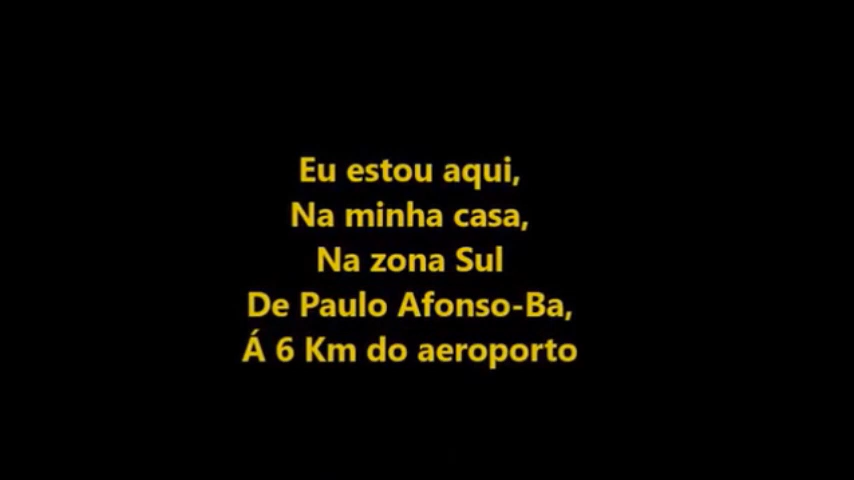 Eu estou aqui,
Na minha casa,
Na zona Sul
De Paulo Afonso-Ba,
Á 6 Km do aeroporto